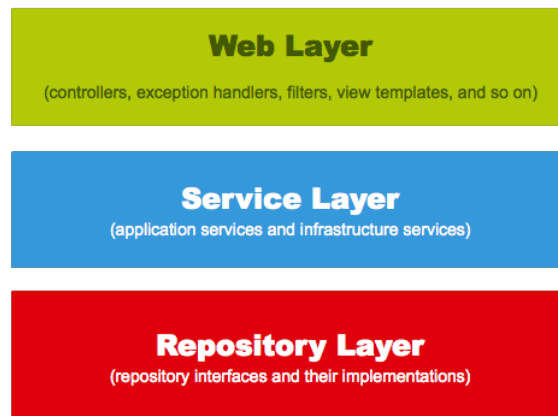 Web Layer
(controllers, exception handlers, filters, view templates, and so on)
Service Layer
(application services and infrastructure services)
Repository Layer
(repository interfaces and their implementations)